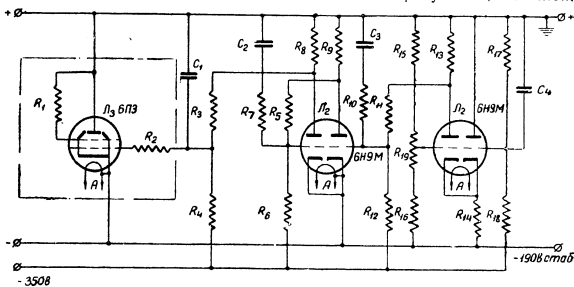 +
+
R₈
R₉
C₁
C₂
C₃
R₁₅
R₁₃
R₁₇
R₁
Л₃ 6П3
R₂
R₃
R₇
R₅
Л₂
R₁₀
R₁₁
Л₂
C₄
6Н9М
R₁₉
6Н9М
А
А
А
R₄
R₆
R₁₂
R₁₆
R₁₄
R₁₈
-
-190В стаб
-350В